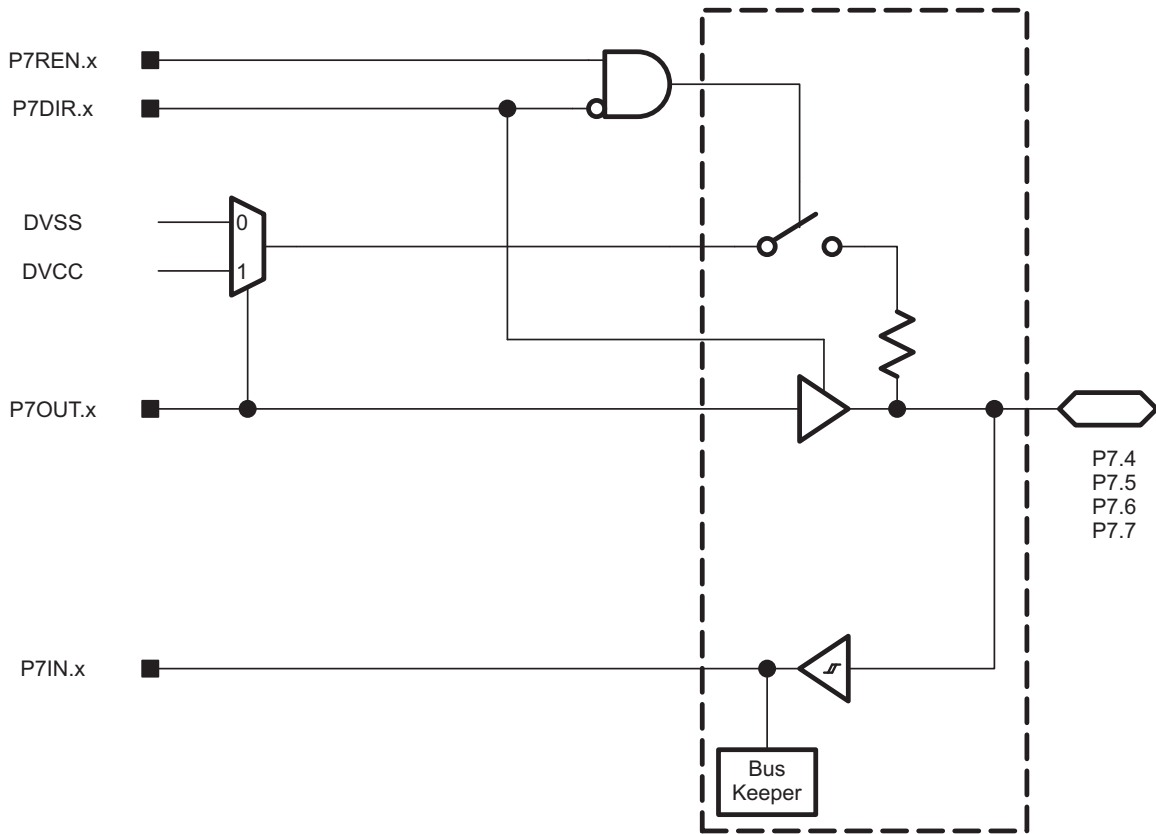 P7REN.x
P7DIR.x
DVSS
0
DVCC
1
P7OUT.x
P7.4
P7.5
P7.6
P7.7
P7IN.x
Bus
Keeper